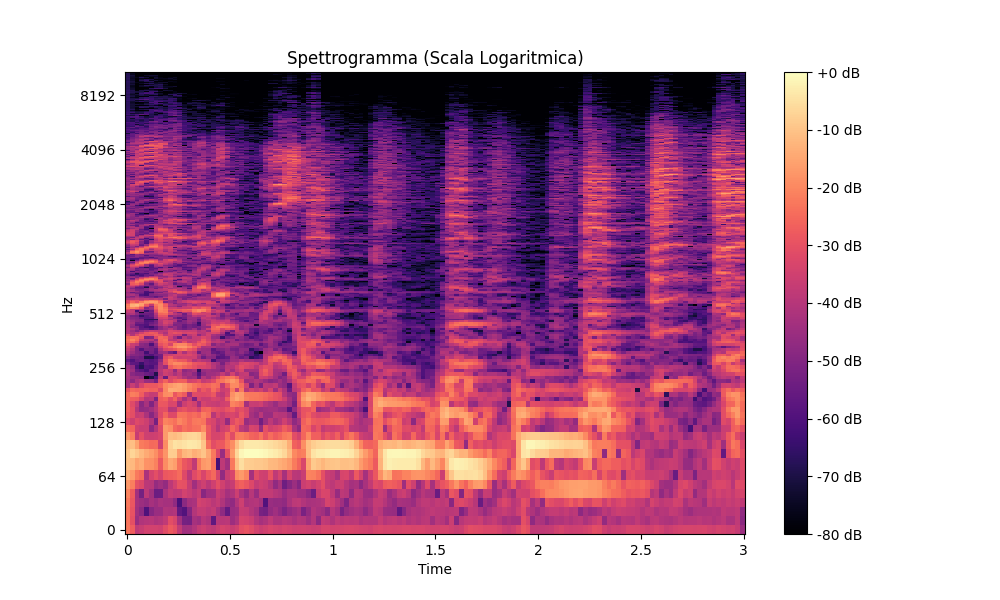 Spettrogramma (Scala Logaritmica)
Hz
8192
4096
2048
1024
512
256
128
64
0
0 0.5 1 1.5 2 2.5 3
Time
+0 dB
-10 dB
-20 dB
-30 dB
-40 dB
-50 dB
-60 dB
-70 dB
-80 dB